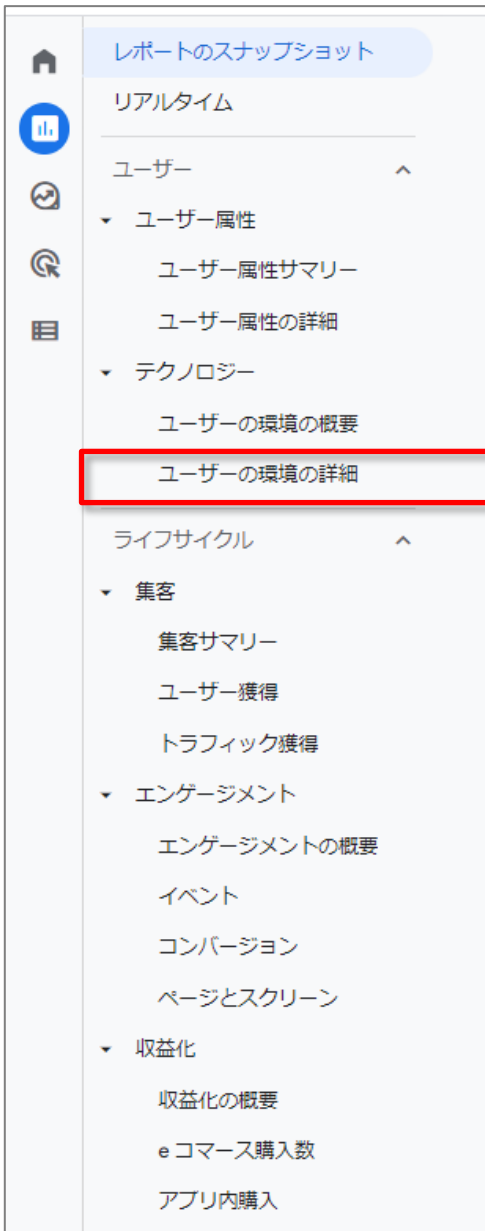 レポートのスナップショット
リアルタイム
ユーザー
ユーザー属性
ユーザー属性サマリー
ユーザー属性の詳細
テクノロジー
ユーザーの環境の概要
ユーザーの環境の詳細
ライフサイクル
集客
集客サマリー
ユーザー獲得
トラフィック獲得
エンゲージメント
エンゲージメントの概要
イベント
コンバージョン
ページとスクリーン
収益化
収益化の概要
e コマース購入数
アプリ内購入